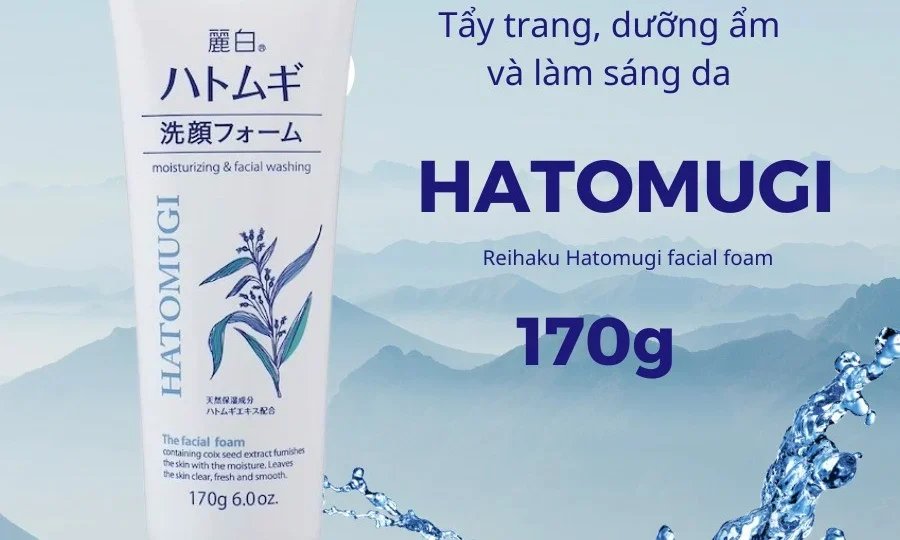 麗白®
ハトムギ
洗顔フォーム
moisturizing & facial washing
HATOMUGI
天然保湿成分
ハトムギエキス配合
The facial foam
containing coix seed extract furnishes
the skin with the moisture. Leaves
the skin clear, fresh and smooth.
170g 6.0oz.
Tẩy trang, dưỡng ẩm
và làm sáng da
HATOMUGI
Reihaku Hatomugi facial foam
170g